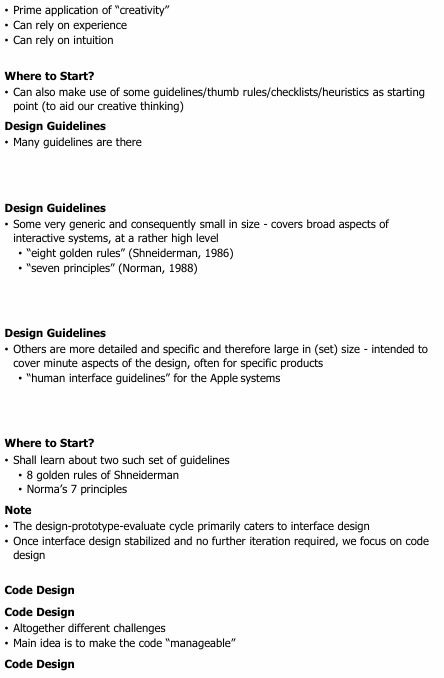 • Prime application of “creativity”
• Can rely on experience
• Can rely on intuition
Where to Start?
• Can also make use of some guidelines/thumb rules/checklists/heuristics as starting
point (to aid our creative thinking)
Design Guidelines
• Many guidelines are there
Design Guidelines
• Some very generic and consequently small in size - covers broad aspects of
interactive systems, at a rather high level
• “eight golden rules” (Shneiderman, 1986)
• “seven principles” (Norman, 1988)
Design Guidelines
• Others are more detailed and specific and therefore large in (set) size - intended to
cover minute aspects of the design, often for specific products
• “human interface guidelines” for the Apple systems
Where to Start?
• Shall learn about two such set of guidelines
• 8 golden rules of Shneiderman
• Norma’s 7 principles
Note
• The design-prototype-evaluate cycle primarily caters to interface design
• Once interface design stabilized and no further iteration required, we focus on code
design
Code Design
Code Design
• Altogether different challenges
• Main idea is to make the code “manageable”
Code Design